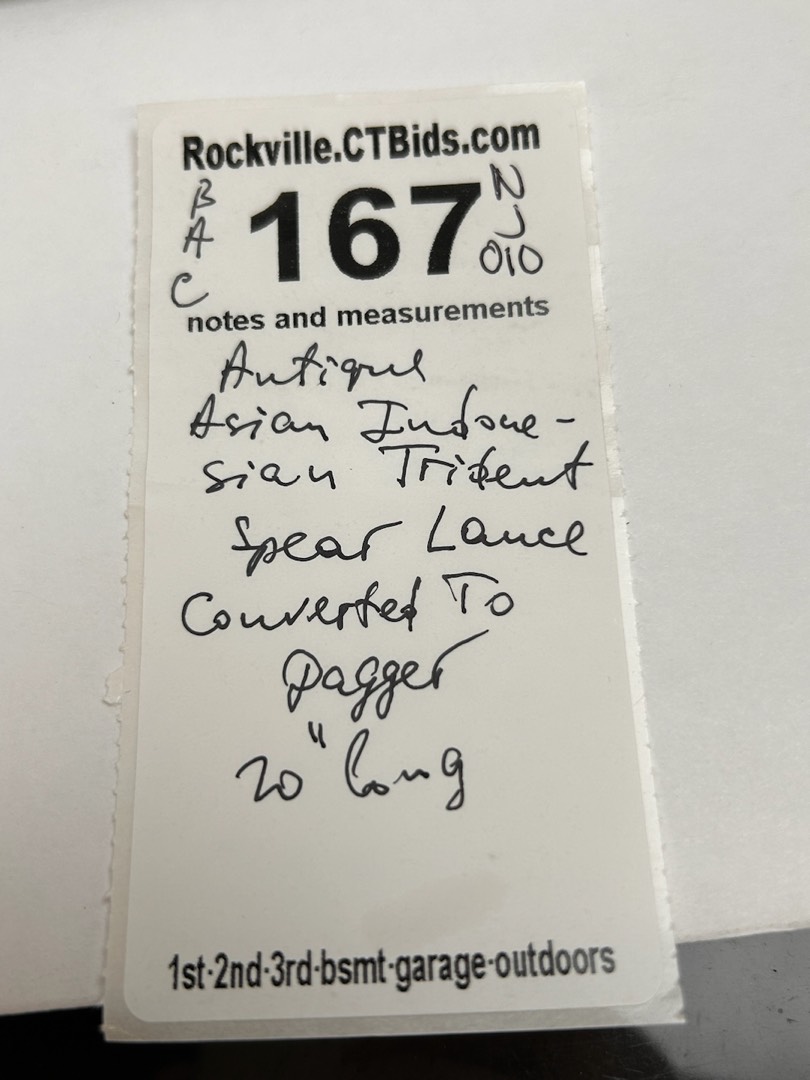 Rockville.CTBids.com
B
A
C
167
N
J
010
notes and measurements
Antique
Asian Indone-
sian Trident
Spear Lance
Converted To
Dagger
20" long
1st·2nd·3rd·bsmt·garage·outdoors